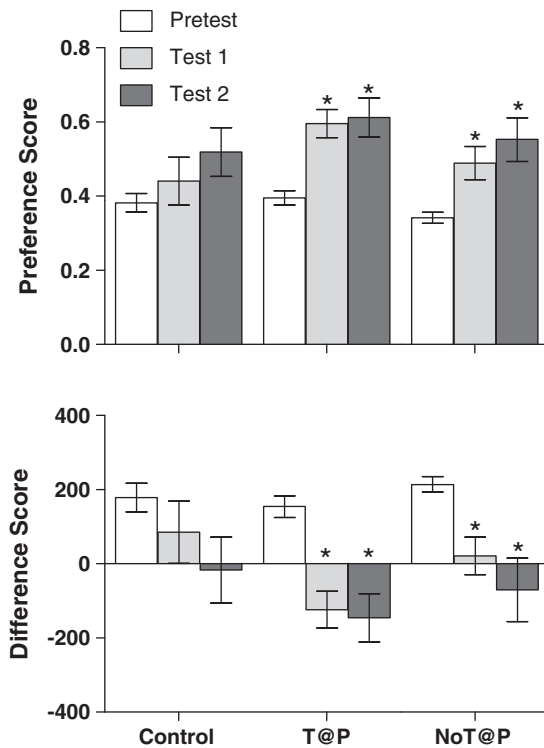 Pretest
Test 1
Test 2
Preference Score
0.8
0.6
0.4
0.2
0.0
* *
* *
Difference Score
400
200
0
-200
-400
* *
* *
Control T@P NoT@P